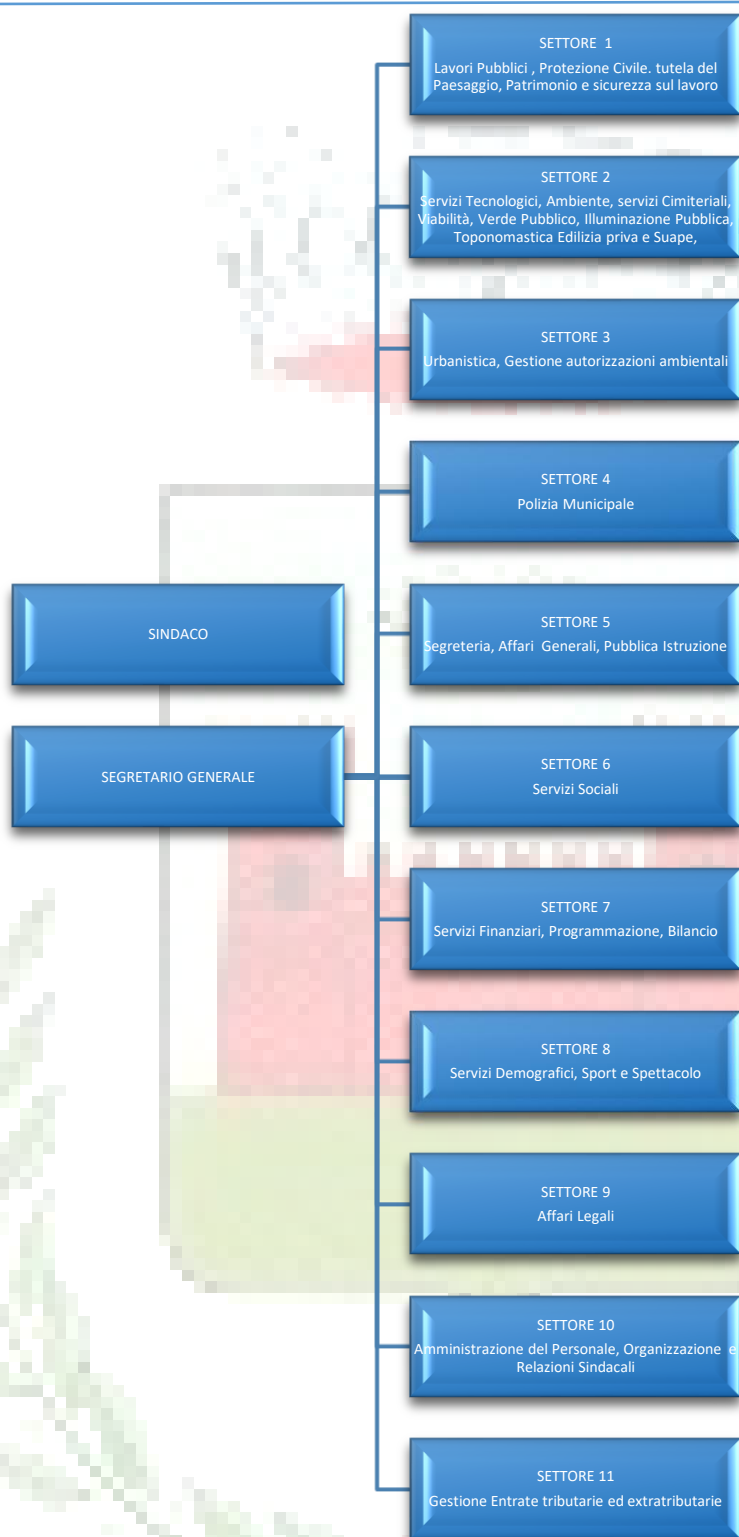 SETTORE 1
Lavori Pubblici , Protezione Civile. tutela del
Paesaggio, Patrimonio e sicurezza sul lavoro
SETTORE 2
Servizi Tecnologici, Ambiente, servizi Cimiteriali,
Viabilità, Verde Pubblico, Illuminazione Pubblica,
Toponomastica Edilizia priva e Suape,
SETTORE 3
Urbanistica, Gestione autorizzazioni ambientali
SETTORE 4
Polizia Municipale
SINDACO
SETTORE 5
Segreteria, Affari Generali, Pubblica Istruzione
SEGRETARIO GENERALE
SETTORE 6
Servizi Sociali
SETTORE 7
Servizi Finanziari, Programmazione, Bilancio
SETTORE 8
Servizi Demografici, Sport e Spettacolo
SETTORE 9
Affari Legali
SETTORE 10
Amministrazione del Personale, Organizzazione e
Relazioni Sindacali
SETTORE 11
Gestione Entrate tributarie ed extratributarie